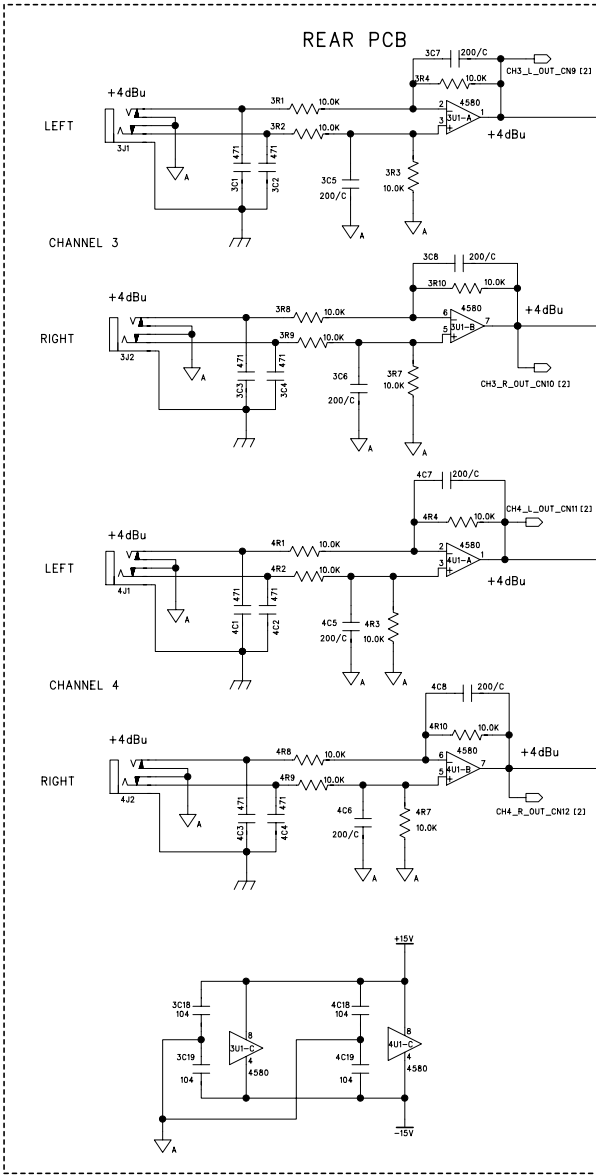 REAR PCB
3C7 200/C
CH3_L_OUT_CN9 [2]
3R4 10.0K
+4dBu
3R1 10.0K
2 4580
1
3 3U1-A
+4dBu
LEFT
3R2 10.0K
3J1
471 471
3C1 3C2
3C5
200/C
3R3
10.0K
A
A A
CHANNEL 3
3C8 200/C
3R10 10.0K
+4dBu
3R8 10.0K
6 4580
+4dBu
7
5 3U1-B
RIGHT
3R9 10.0K
3J2
471 471
3C3 3C4
3C6
200/C
3R7
10.0K
A
CH3_R_OUT_CN10 [2]
A A
4C7 200/C
CH4_L_OUT_CN11 [2]
4R4 10.0K
+4dBu
4R1 10.0K
2 4580
1
3 4U1-A
+4dBu
LEFT
4R2 10.0K
4J1
471 471
4C1 4C2
4C5
200/C
4R3
10.0K
A
A A
CHANNEL 4
4C8 200/C
4R10 10.0K
+4dBu
4R8 10.0K
6 4580
+4dBu
7
5 4U1-B
RIGHT
4R9 10.0K
4J2
471 471
4C3 4C4
4C6
200/C
4R7
10.0K
A
CH4_R_OUT_CN12 [2]
A A
+15V
3C18
104
4C18
104
8
3U1-C
4
4580
8
4U1-C
4
4580
3C19
104
4C19
104
A
-15V